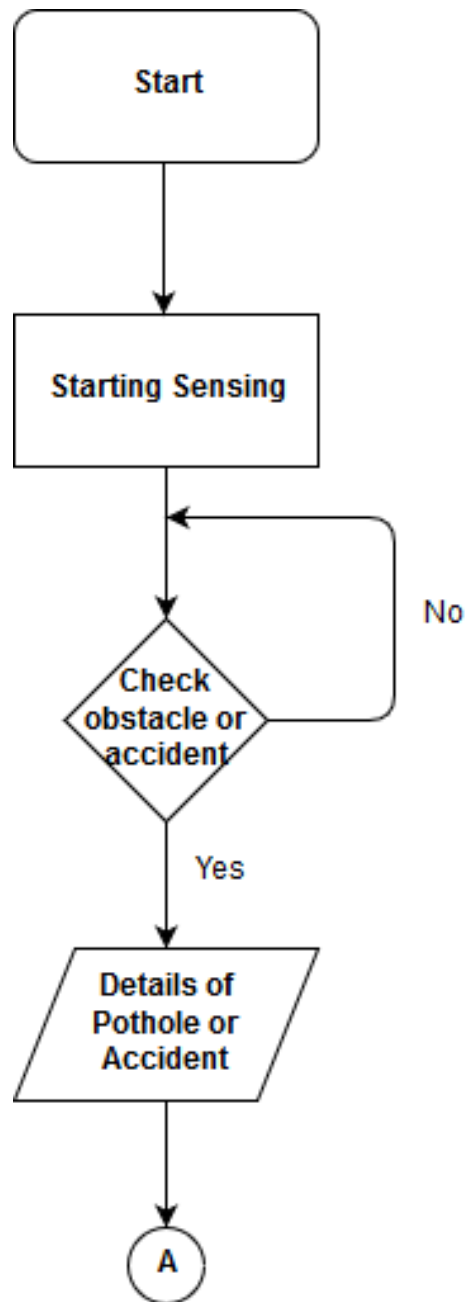 Start
Starting Sensing
No
Check
obstacle or
accident
Yes
Details of
Pothole or
Accident
A